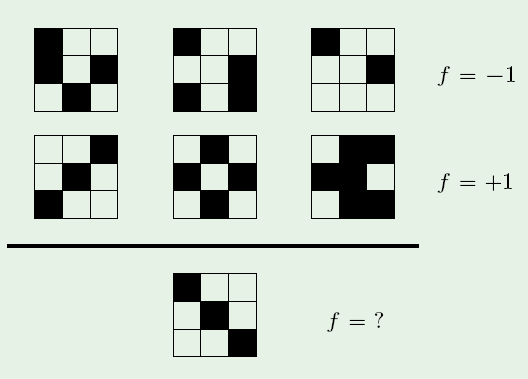 f = −1
f = +1
f = ?